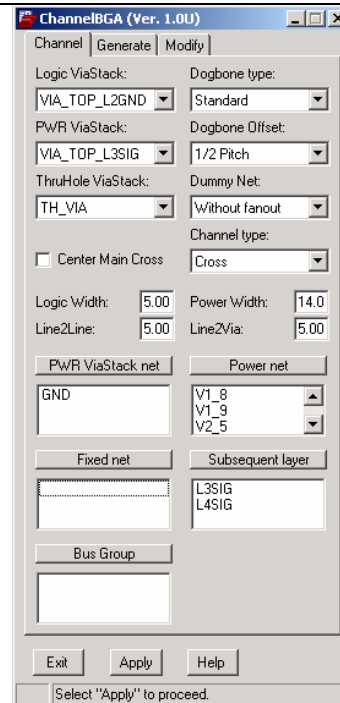 ChannelBGA (Ver. 1.0U)
Channel Generate Modify
Logic ViaStack: Dogbone type:
VIA_TOP_L2GND Standard
PWR ViaStack: Dogbone Offset:
VIA_TOP_L3SIG 1/2 Pitch
ThruHole ViaStack: Dummy Net:
TH_VIA Without fanout
Channel type:
Center Main Cross Cross
Logic Width: 5.00 Power Width: 14.0
Line2Line: 5.00 Line2Via: 5.00
PWR ViaStack net Power net
GND V1_8
V1_9
V2_5
Fixed net Subsequent layer
L3SIG
L4SIG
Bus Group
Exit Apply Help
Select "Apply" to proceed.